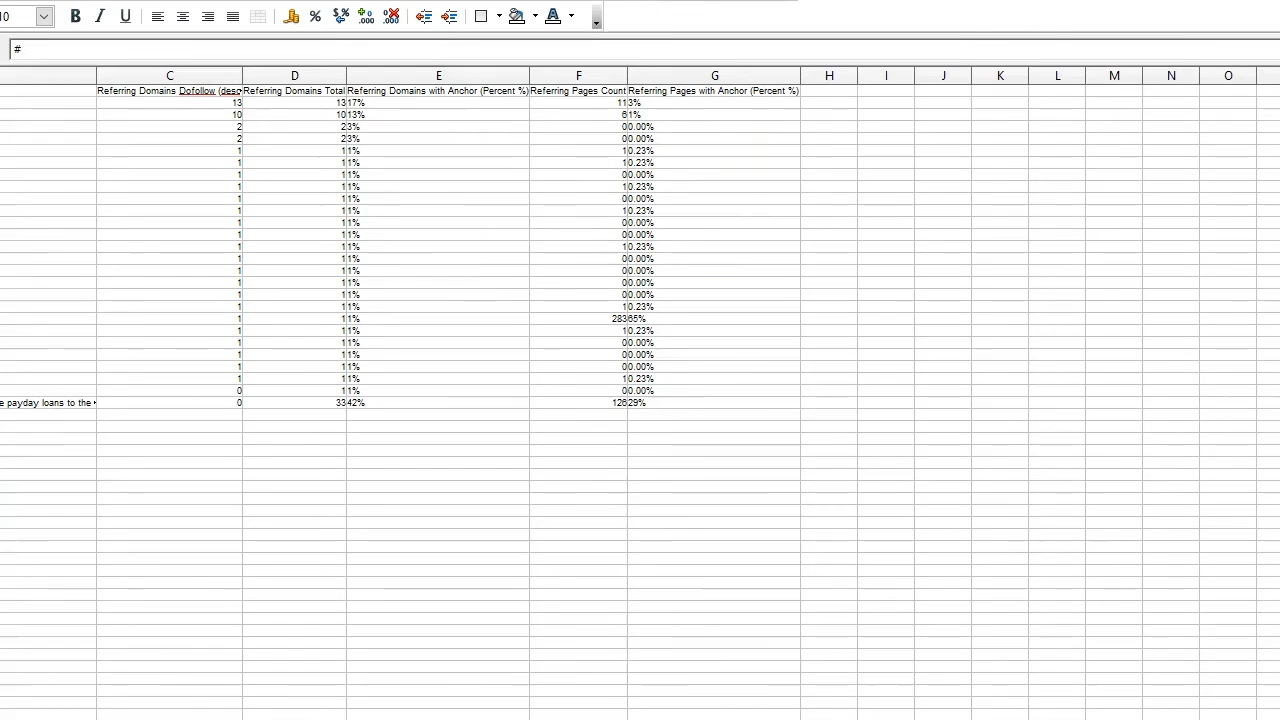 10
B I U % $% +.0 .000 .0 .000 A
#
C D E F G H I J K L M N O
Referring Domains Dofollow (desc Referring Domains Total Referring Domains with Anchor (Percent %) Referring Pages Count Referring Pages with Anchor (Percent %)
13 13 17% 11 3%
10 10 13% 6 1%
2 2 3% 0 0.00%
2 2 3% 0 0.00%
1 1 1% 1 0.23%
1 1 1% 1 0.23%
1 1 1% 0 0.00%
1 1 1% 1 0.23%
1 1 1% 0 0.00%
1 1 1% 1 0.23%
1 1 1% 0 0.00%
1 1 1% 0 0.00%
1 1 1% 1 0.23%
1 1 1% 0 0.00%
1 1 1% 0 0.00%
1 1 1% 0 0.00%
1 1 1% 0 0.00%
1 1 1% 1 0.23%
1 1 1% 283 65%
1 1 1% 1 0.23%
1 1 1% 0 0.00%
1 1 1% 0 0.00%
1 1 1% 0 0.00%
1 1 1% 1 0.23%
0 1 1% 0 0.00%
e payday loans to the 0 33 42% 126 29%